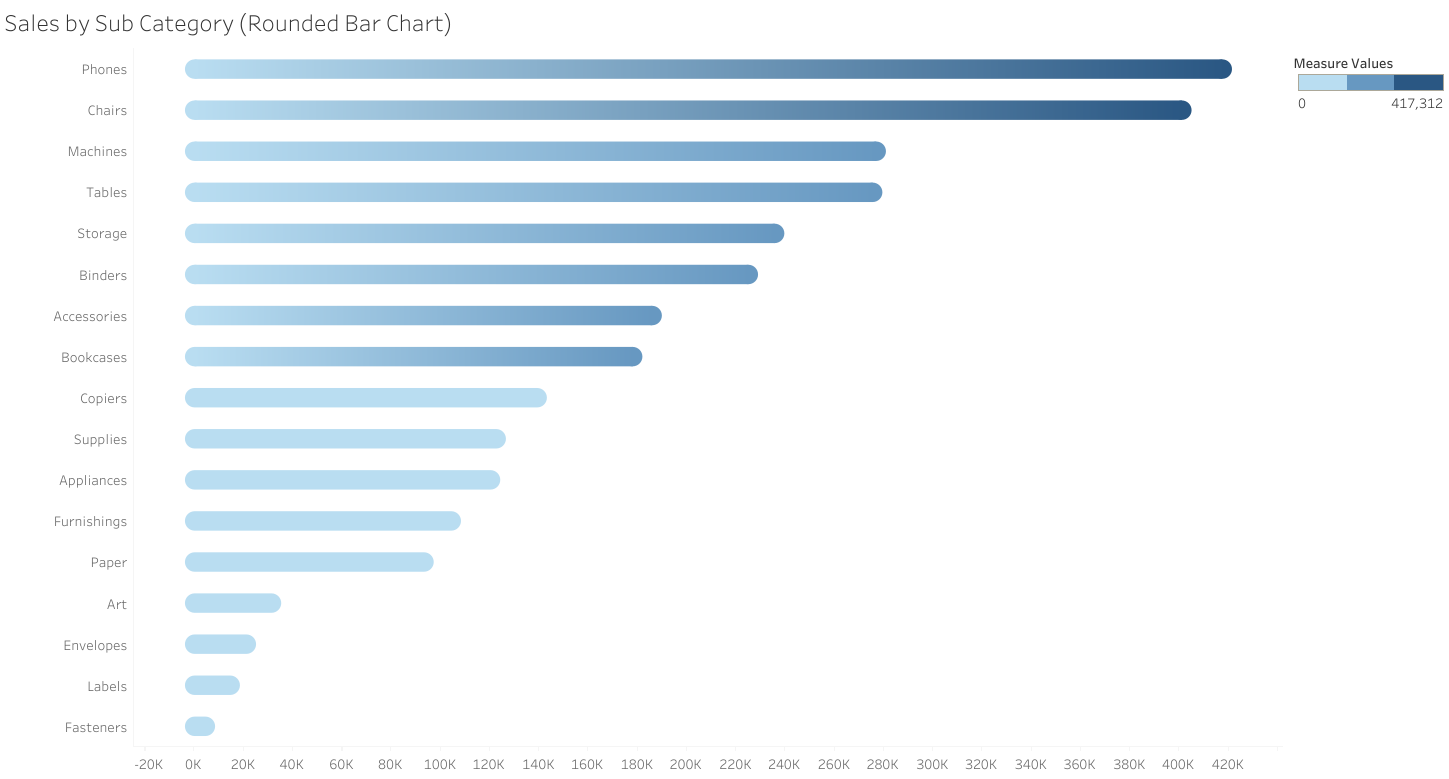 Sales by Sub Category (Rounded Bar Chart)
Measure Values
0 417,312
Phones
Chairs
Machines
Tables
Storage
Binders
Accessories
Bookcases
Copiers
Supplies
Appliances
Furnishings
Paper
Art
Envelopes
Labels
Fasteners
-20K 0K 20K 40K 60K 80K 100K 120K 140K 160K 180K 200K 220K 240K 260K 280K 300K 320K 340K 360K 380K 400K 420K